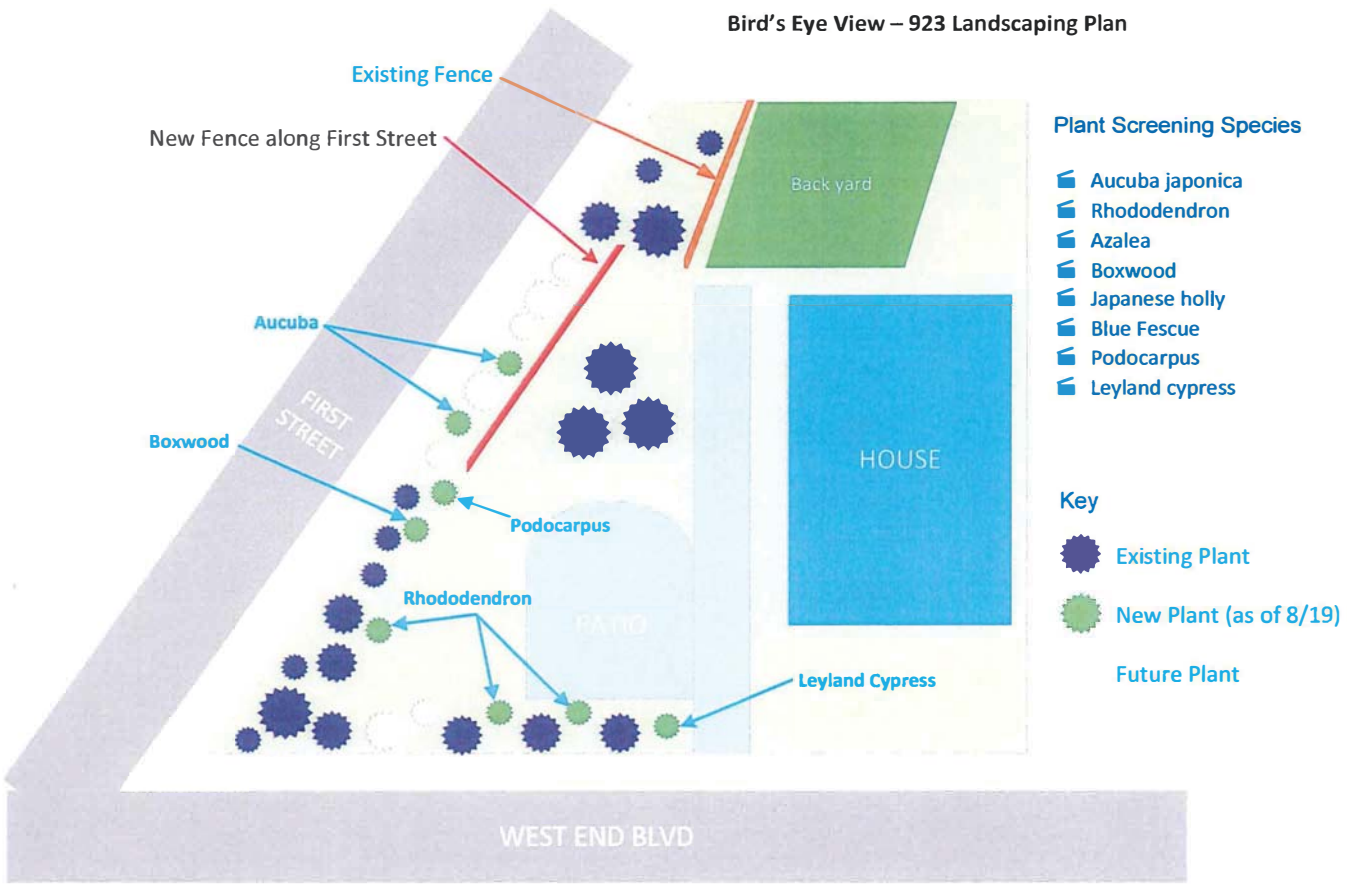 Bird's Eye View – 923 Landscaping Plan
Existing Fence
New Fence along First Street
Back yard
Plant Screening Species
Aucuba japonica
Rhododendron
Azalea
Boxwood
Japanese holly
Blue Fescue
Podocarpus
Leyland cypress
Aucuba
FIRST
STREET
Boxwood
HOUSE
Podocarpus
Key
Existing Plant
New Plant (as of 8/19)
Future Plant
Rhododendron
PATIO
Leyland Cypress
WEST END BLVD